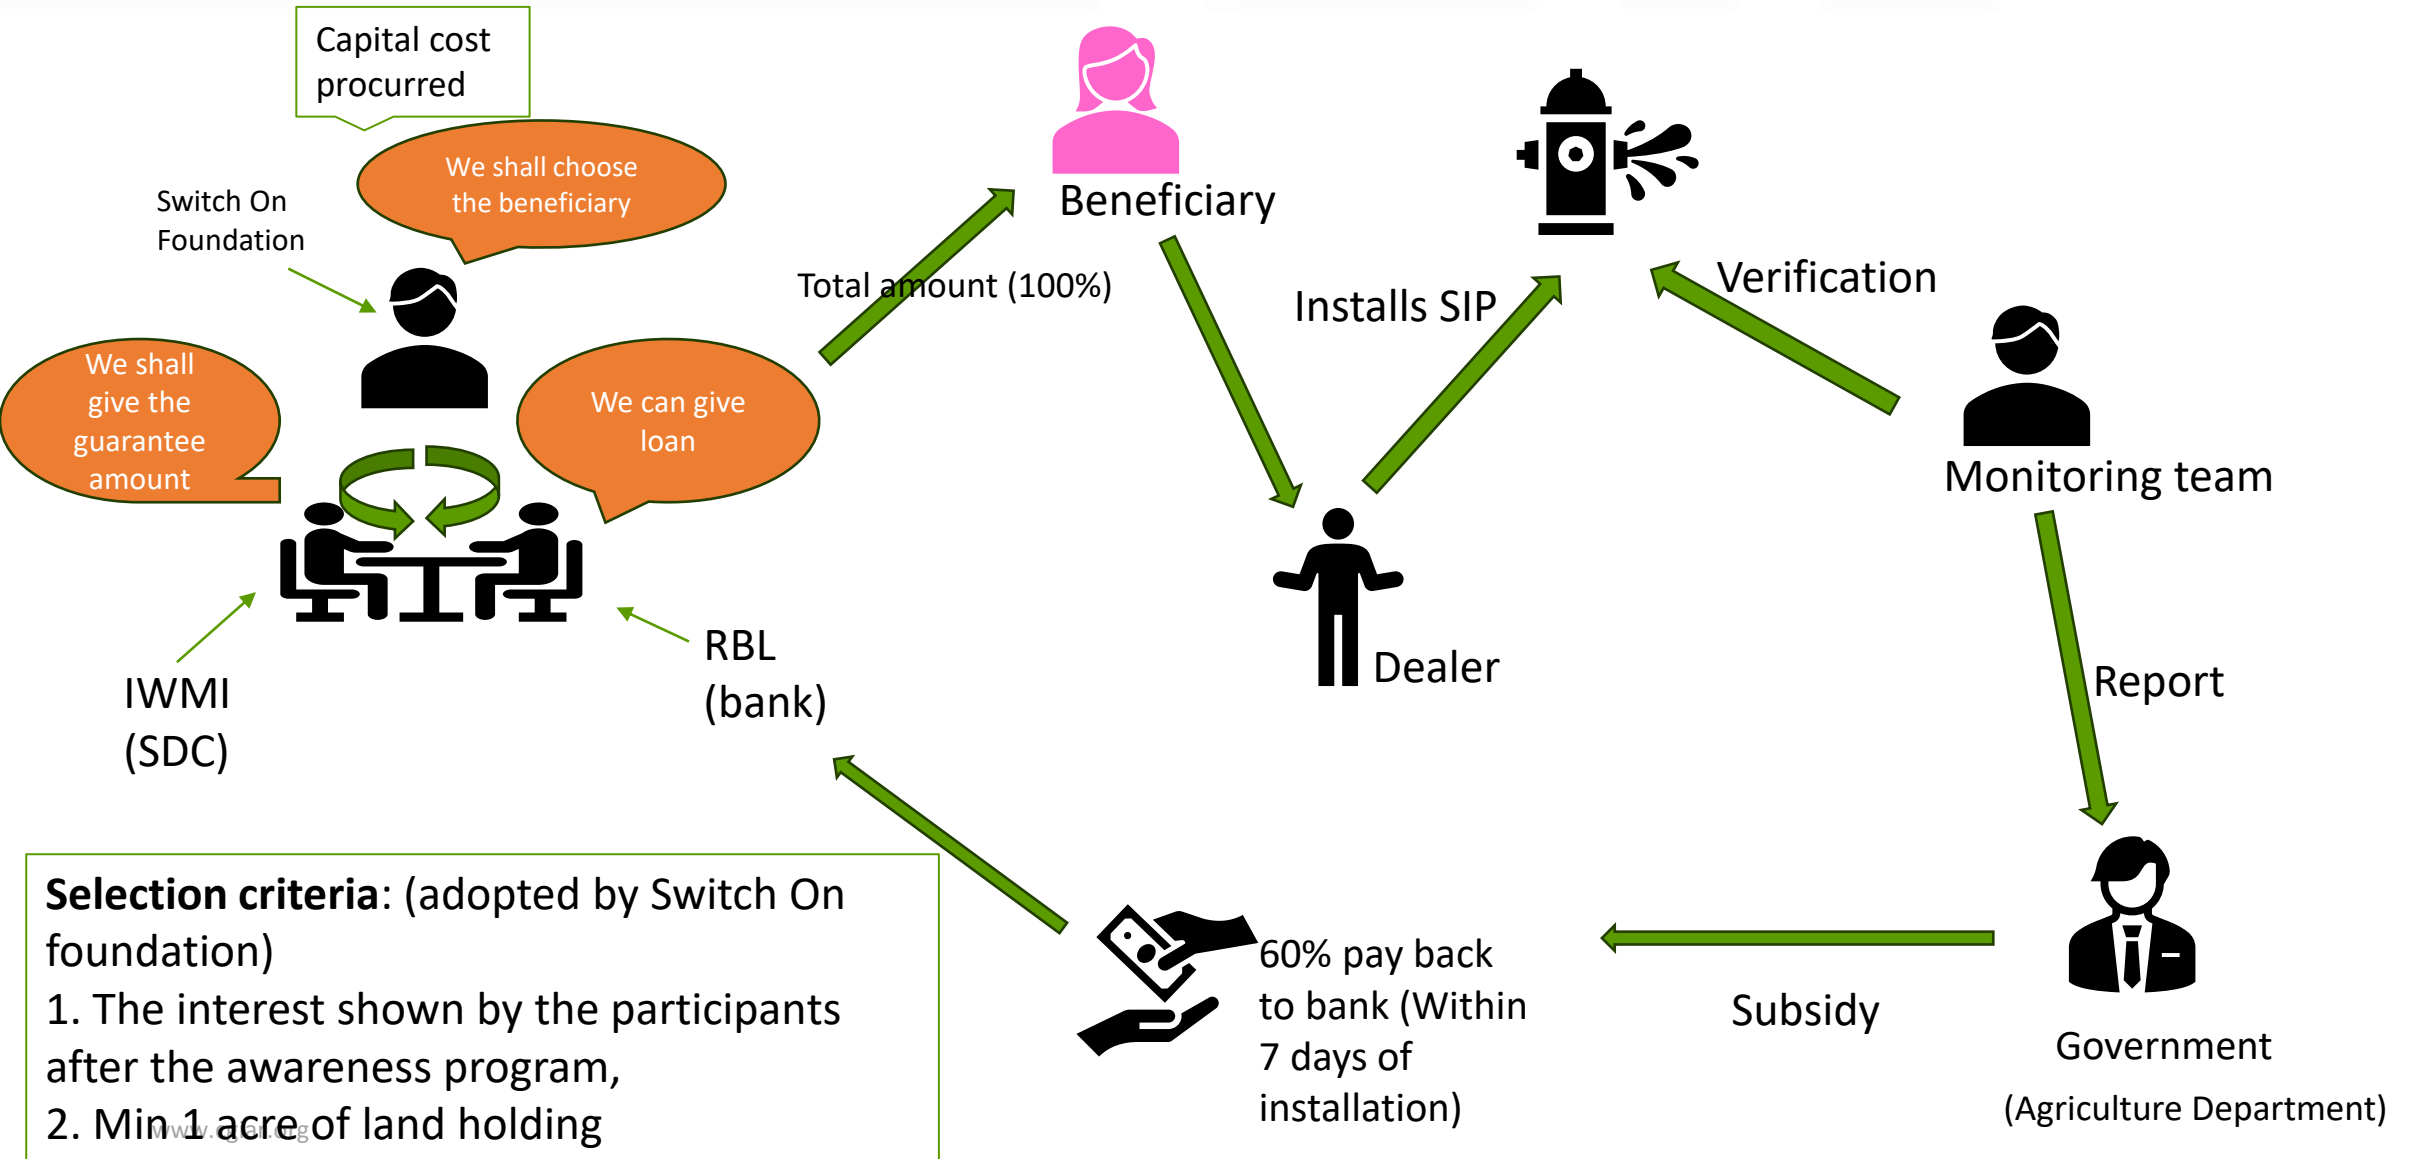 Capital cost
procurred
We shall choose
the beneficiary
Switch On
Foundation
We shall
give the
guarantee
amount
We can give
loan
Total amount (100%)
Beneficiary
Installs SIP
Verification
Monitoring team
Dealer
Report
RBL
(bank)
IWMI
(SDC)
Selection criteria: (adopted by Switch On
foundation)
1. The interest shown by the participants
after the awareness program,
2. Min 1 acre of land holding
www.cgiar.org
60% pay back
to bank (Within
7 days of
installation)
Subsidy
Government
(Agriculture Department)